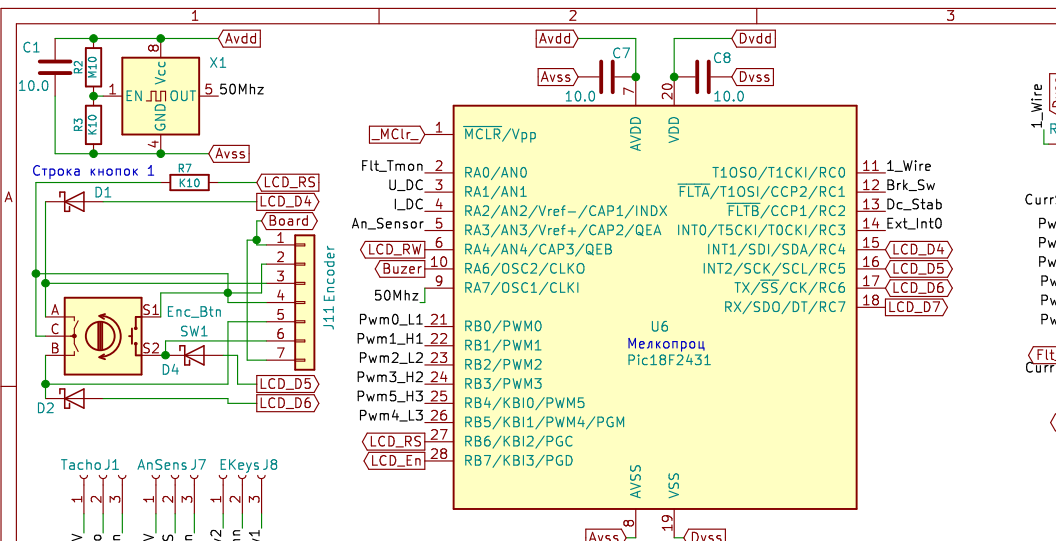 1
2
3
A
C1
10.0
Avdd
R2
M10
R3
K10
8
Vcc
X1
1
EN
OUT
5
50Mhz
GND
4
Avss
Строка кнопок 1
R7
K10
LCD_RS
D1
LCD_D4
Board
1
2
3
4
5
6
7
J11 Encoder
A
C
B
S1
S2
Enc_Btn
SW1
D4
LCD_D5
D2
LCD_D6
TachoJ1
AnSensJ7
EKeysJ8
1
2
3
1
2
3
1
2
3
Avdd
Dvdd
C7
C8
Avss
Dvss
10.0
10.0
7
20
AVDD
VDD
_MClr_ 1 MCLR/Vpp
Flt_Tmon 2 RA0/AN0
U_DC 3 RA1/AN1
I_DC 4 RA2/AN2/Vref-/CAP1/INDX
An_Sensor 5 RA3/AN3/Vref+/CAP2/QEA
LCD_RW 6 RA4/AN4/CAP3/QEB
Buzer 10 RA6/OSC2/CLKO
50Mhz 9 RA7/OSC1/CLKI
Pwm0_L1 21 RB0/PWM0
Pwm1_H1 22 RB1/PWM1
Pwm2_L2 23 RB2/PWM2
Pwm3_H2 24 RB3/PWM3
Pwm5_H3 25 RB4/KBI0/PWM5
Pwm4_L3 26 RB5/KBI1/PWM4/PGM
LCD_RS 27 RB6/KBI2/PGC
LCD_En 28 RB7/KBI3/PGD
T1OSO/T1CKI/RC0 11 1_Wire
FLTA/T1OSI/CCP2/RC1 12 Brk_Sw
FLTB/CCP1/RC2 13 Dc_Stab
INT0/T5CKI/T0CKI/RC3 14 Ext_Int0
INT1/SDI/SDA/RC4 15 LCD_D4
INT2/SCK/SCL/RC5 16 LCD_D5
TX/SS/CK/RC6 17 LCD_D6
RX/SDO/DT/RC7 18 LCD_D7
U6
Мелкопроц
Pic18F2431
AVSS
VSS
8
19
Avss
Dvss
1_Wire
R
Curr
Pw
Pw
Pw
Pw
Pw
Pw
Flt_
Curr